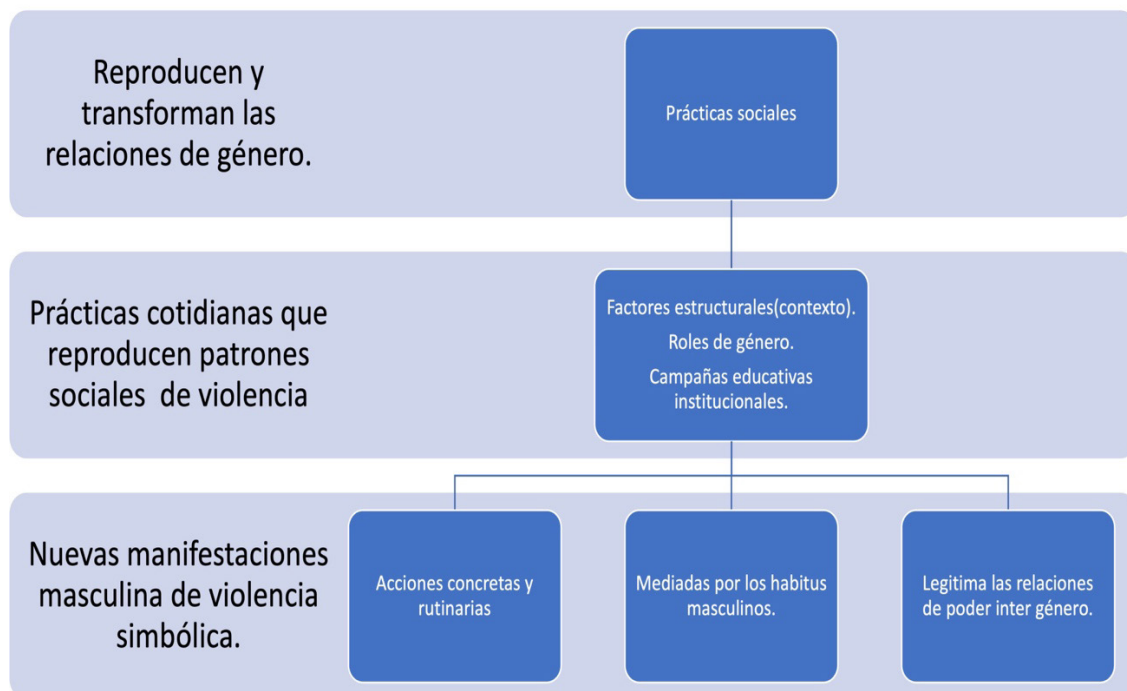 Reproducen y
transforman las
relaciones de género.
Prácticas sociales
Prácticas cotidianas que
reproducen patrones
sociales de violencia
Factores estructurales(contexto).
Roles de género.
Campañas educativas
institucionales.
Nuevas manifestaciones
masculina de violencia
simbólica.
Acciones concretas y
rutinarias
Mediadas por los habitus
masculinos.
Legitima las relaciones
de poder inter género.